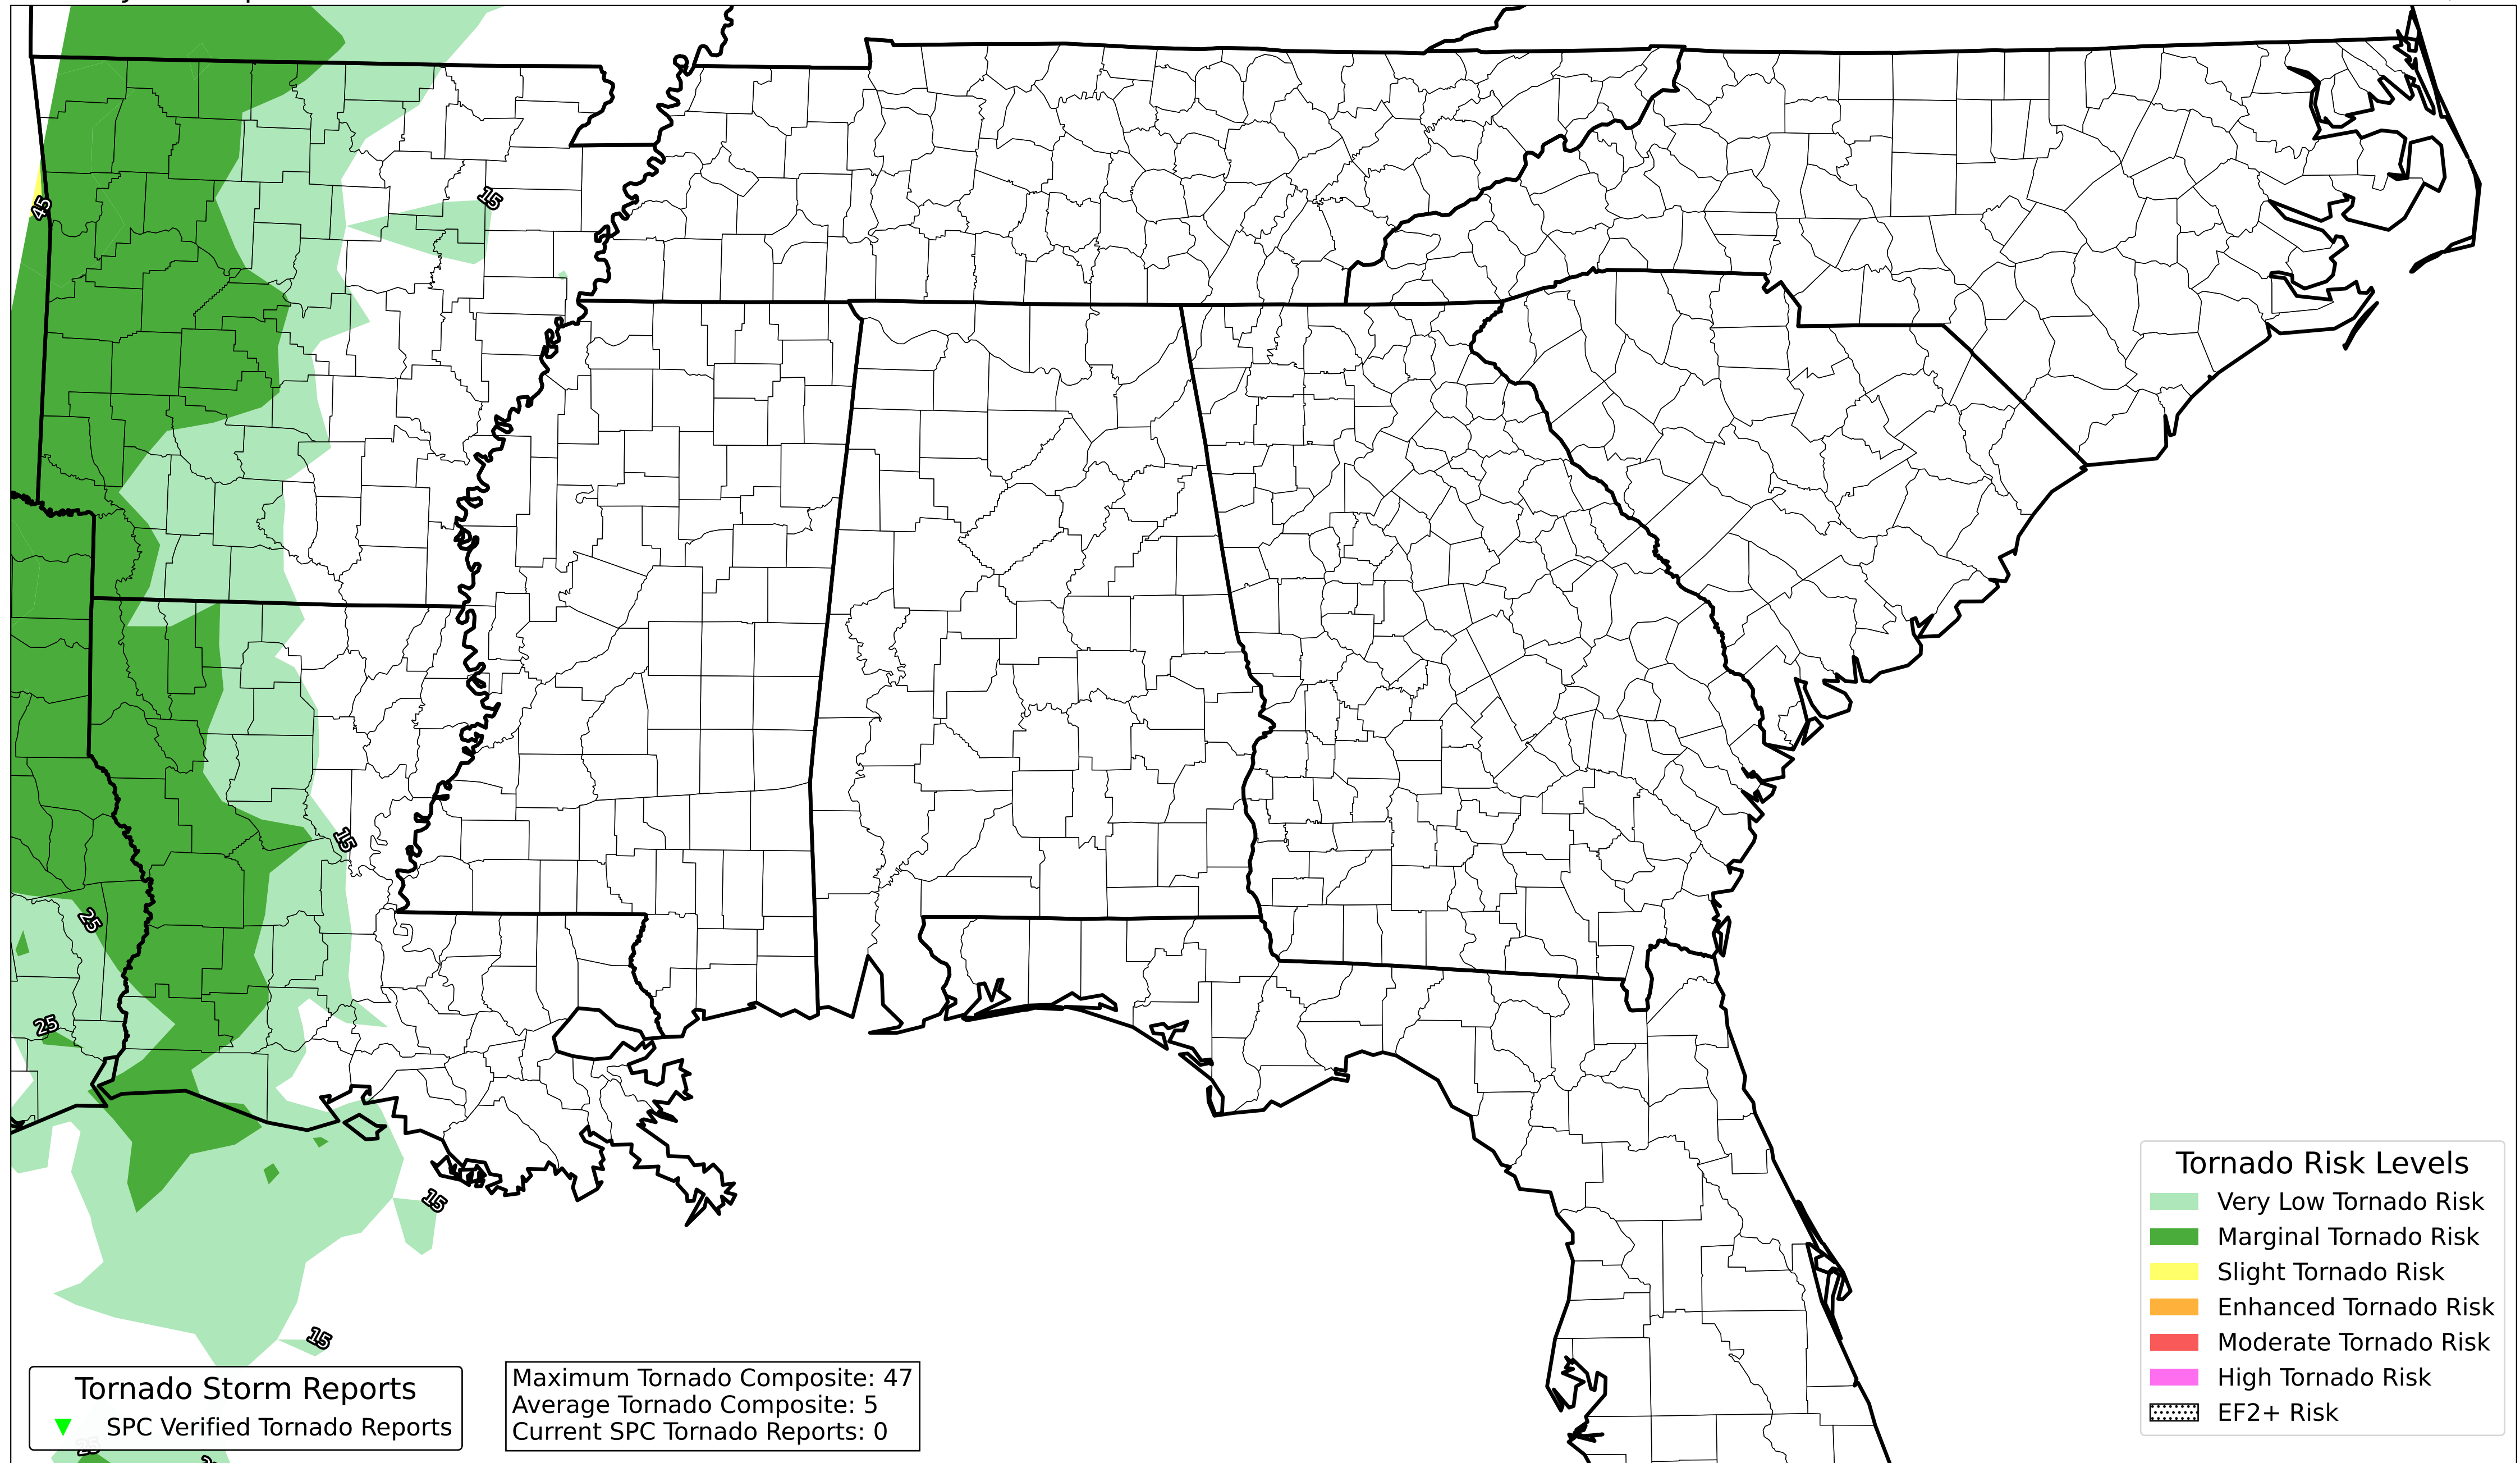 45
15
15
25
25
15
15
Tornado Risk Levels
Very Low Tornado Risk
Marginal Tornado Risk
Slight Tornado Risk
Enhanced Tornado Risk
Moderate Tornado Risk
High Tornado Risk
EF2+ Risk
Tornado Storm Reports
SPC Verified Tornado Reports
Maximum Tornado Composite: 47
Average Tornado Composite: 5
Current SPC Tornado Reports: 0